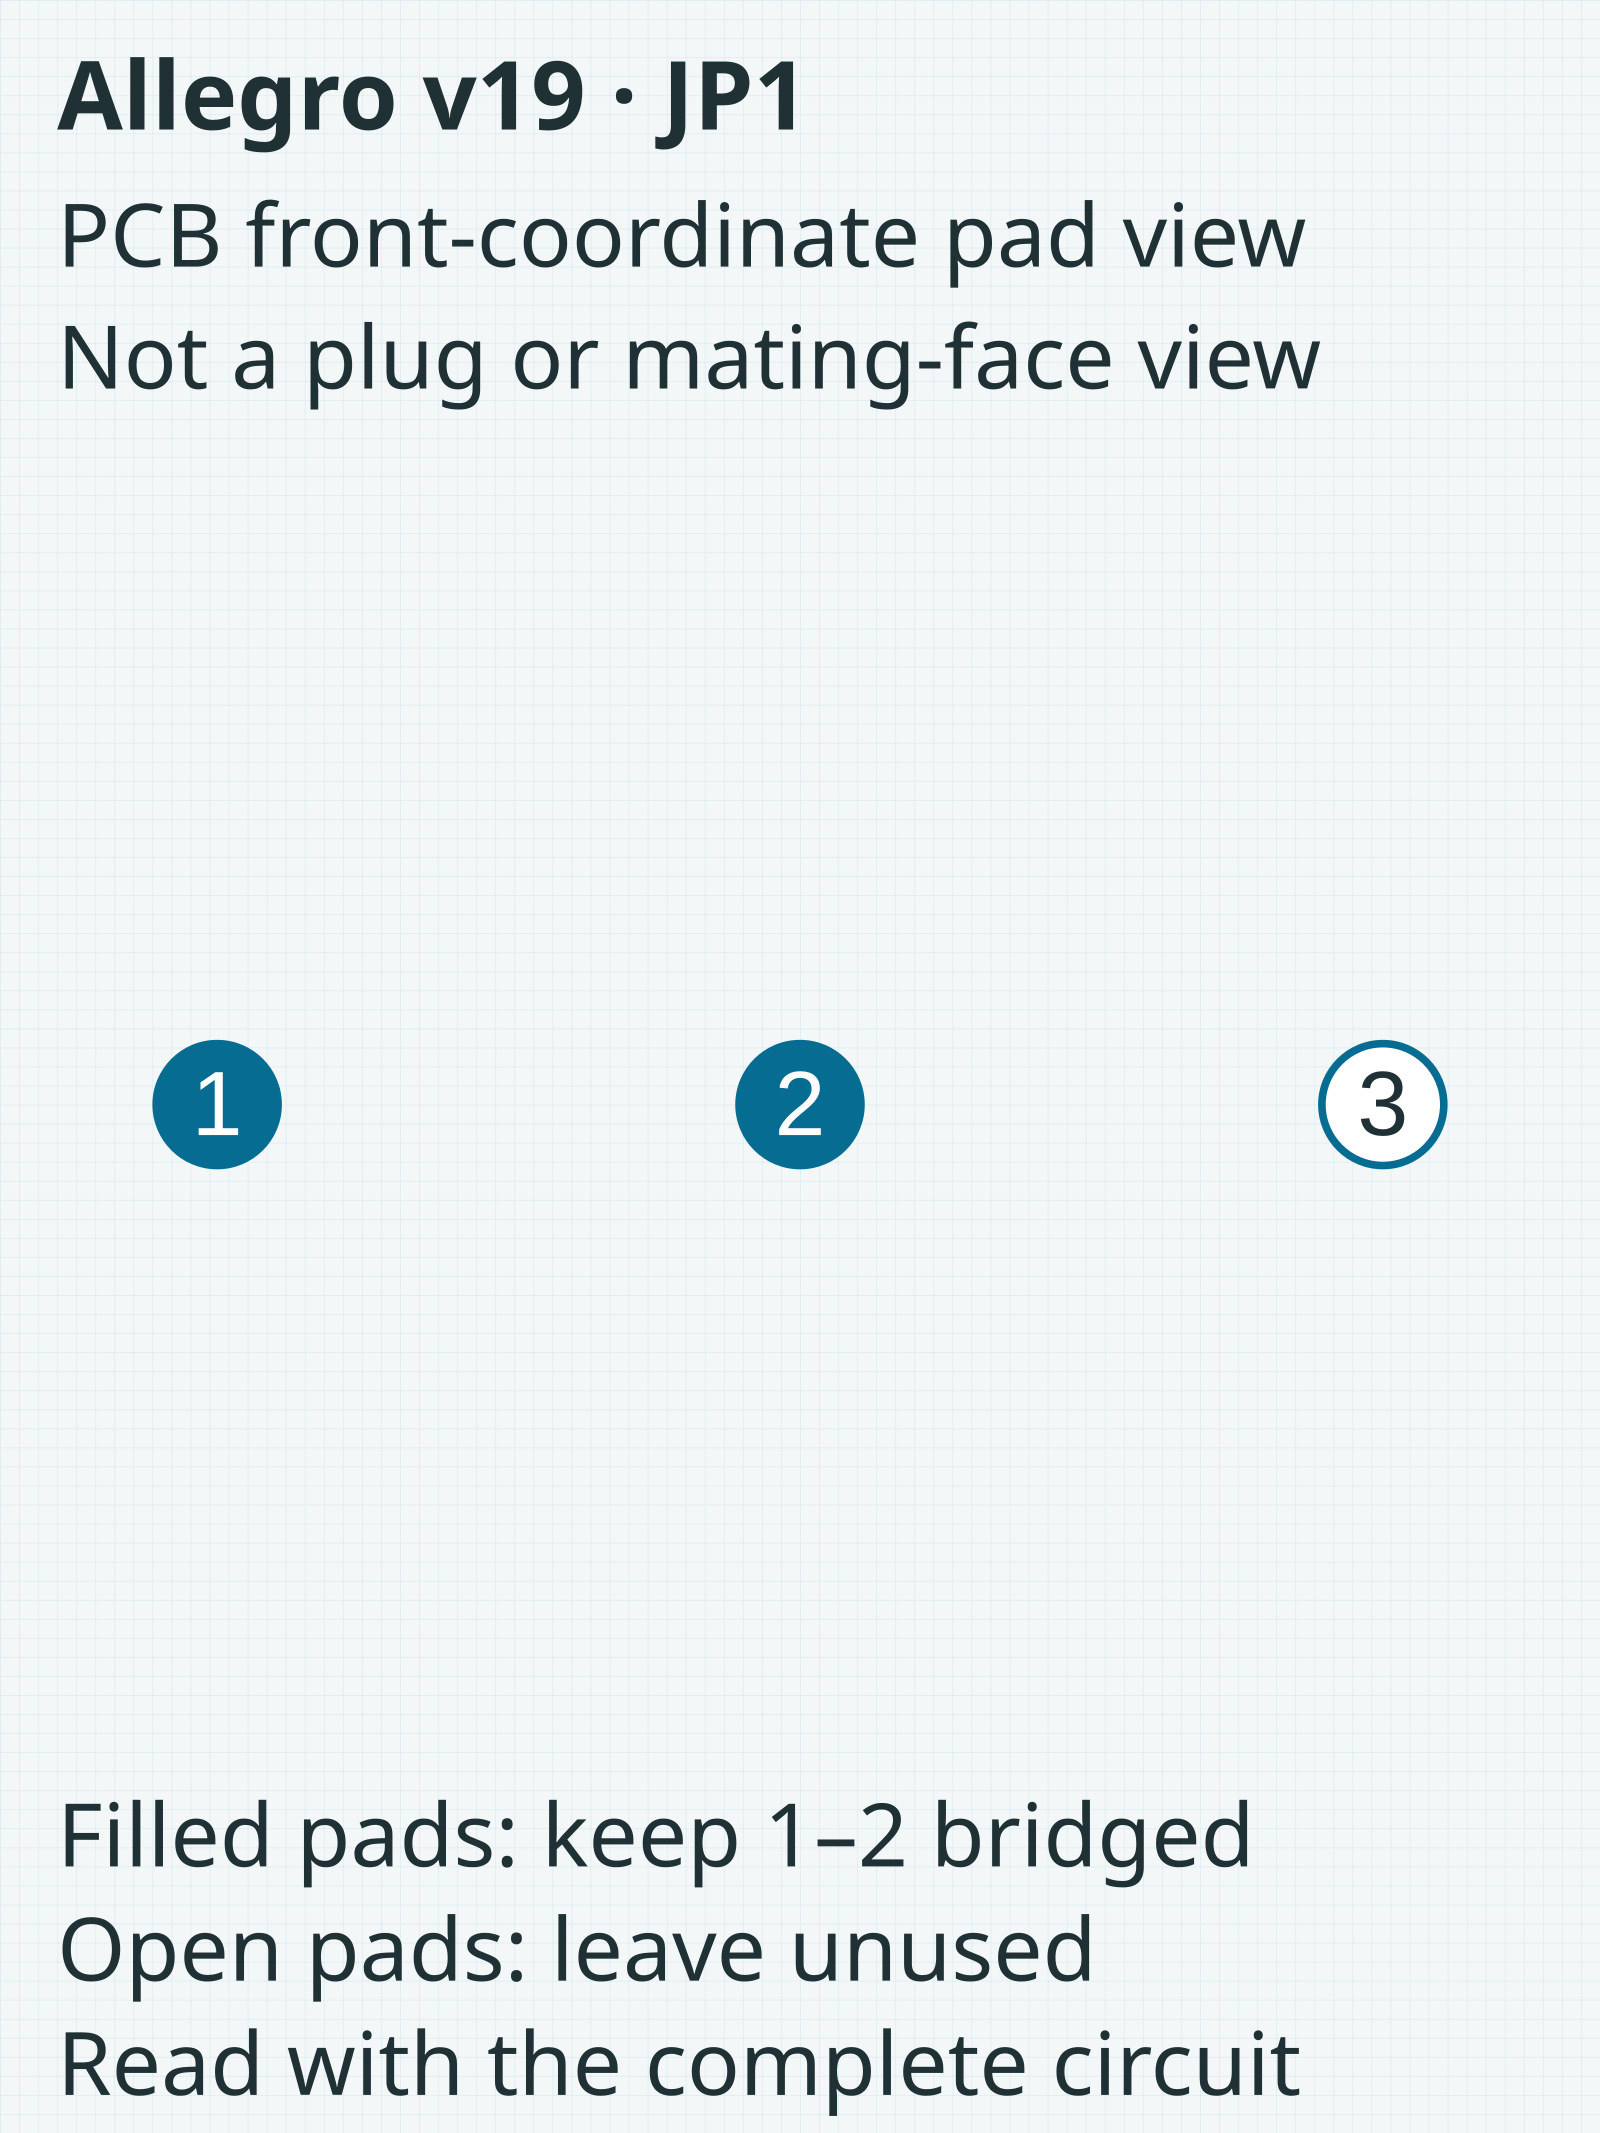 Allegro v19 · JP1
PCB front-coordinate pad view
Not a plug or mating-face view
1 2 3
Filled pads: keep 1–2 bridged
Open pads: leave unused
Read with the complete circuit